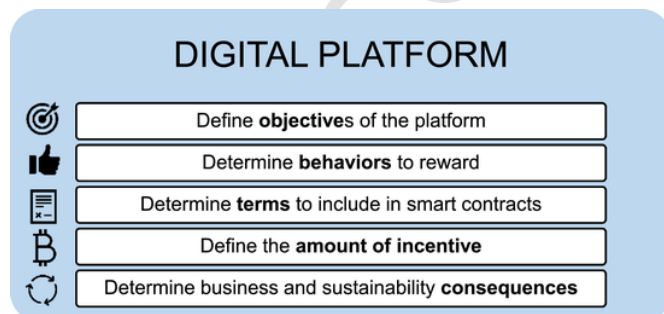 DIGITAL PLATFORM
Define objectives of the platform
Determine behaviors to reward
Determine terms to include in smart contracts
Define the amount of incentive
Determine business and sustainability consequences